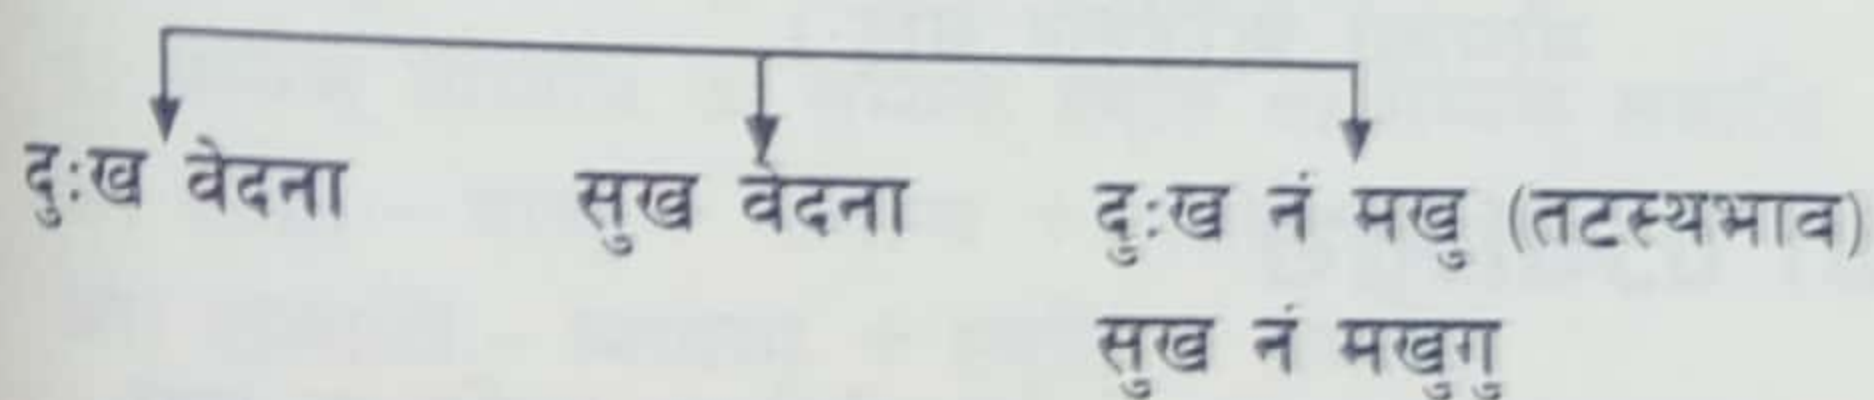 दुःख वेदना सुख वेदना दुःख नं मखु (तटस्थभाव)
सुख नं मखुगु